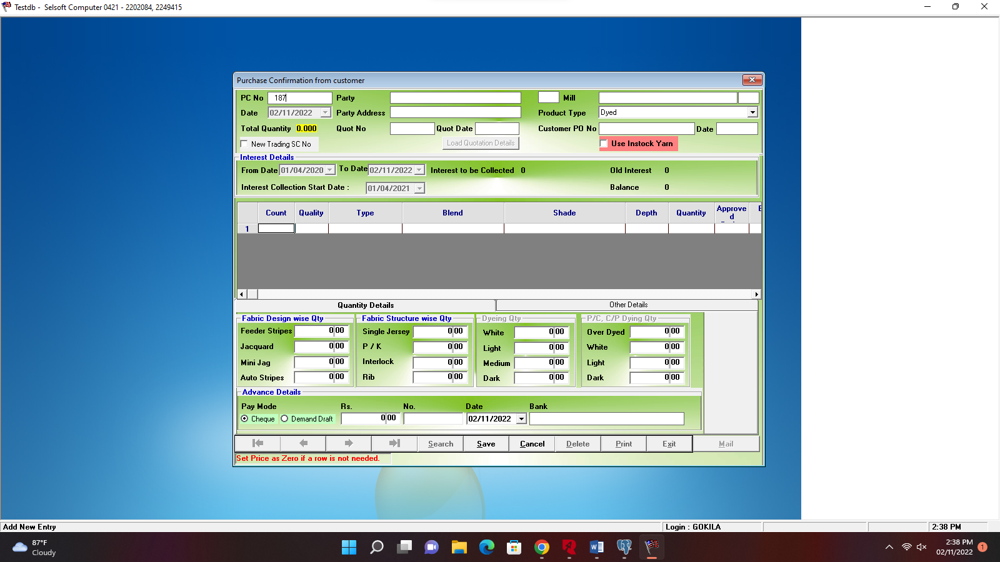 Testdb - Selsoft Computer 0421 - 2202084, 2249415
Purchase Confirmation from customer
PC No 187 Party Mill
Date 02/11/2022 Party Address Product Type Dyed
Total Quantity 0.000 Quot No Quot Date Customer PO No Date
New Trading SC No Load Quotation Details Use Instock Yarn
Interest Details
From Date 01/04/2020 To Date 02/11/2022 Interest to be Collected 0 Old Interest 0
Interest Collection Start Date : 01/04/2021 Balance 0
Count Quality Type Blend Shade Depth Quantity Approve
d
1
Quantity Details Other Details
Fabric Design wise Qty Fabric Structure wise Qty Dyeing Qty P/C, C/P Dying Qty
Feeder Stripes 0.00 Single Jersey 0.00 White 0.00 Over Dyed 0.00
Jacquard 0.00 P / K 0.00 Light 0.00 White 0.00
Mini Jag 0.00 Interlock 0.00 Medium 0.00 Light 0.00
Auto Stripes 0.00 Rib 0.00 Dark 0.00 Dark 0.00
Advance Details
Pay Mode Rs. No. Date Bank
Cheque Demand Draft 0.00 02/11/2022
Search Save Cancel Delete Print Exit Mail
Set Price as Zero if a row is not needed.
Add New Entry Login : GOKILA 2:38 PM
87°F
Cloudy
2:38 PM
02/11/2022
1